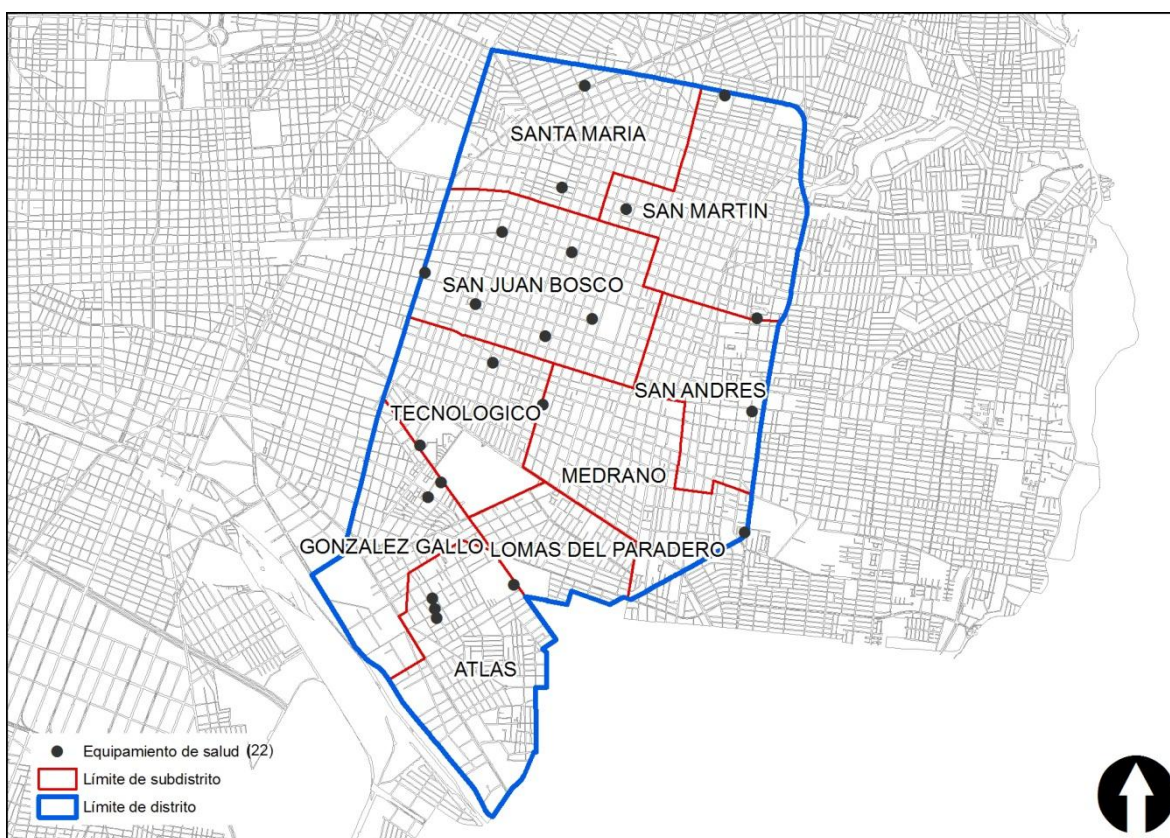 SANTA MARIA
SAN MARTIN
SAN JUAN BOSCO
SAN ANDRES
TECNOLOGICO
MEDRANO
GONZALEZ GALLO
LOMAS DEL PARADERO
ATLAS
Equipamiento de salud (22)
Límite de subdistrito
Límite de distrito